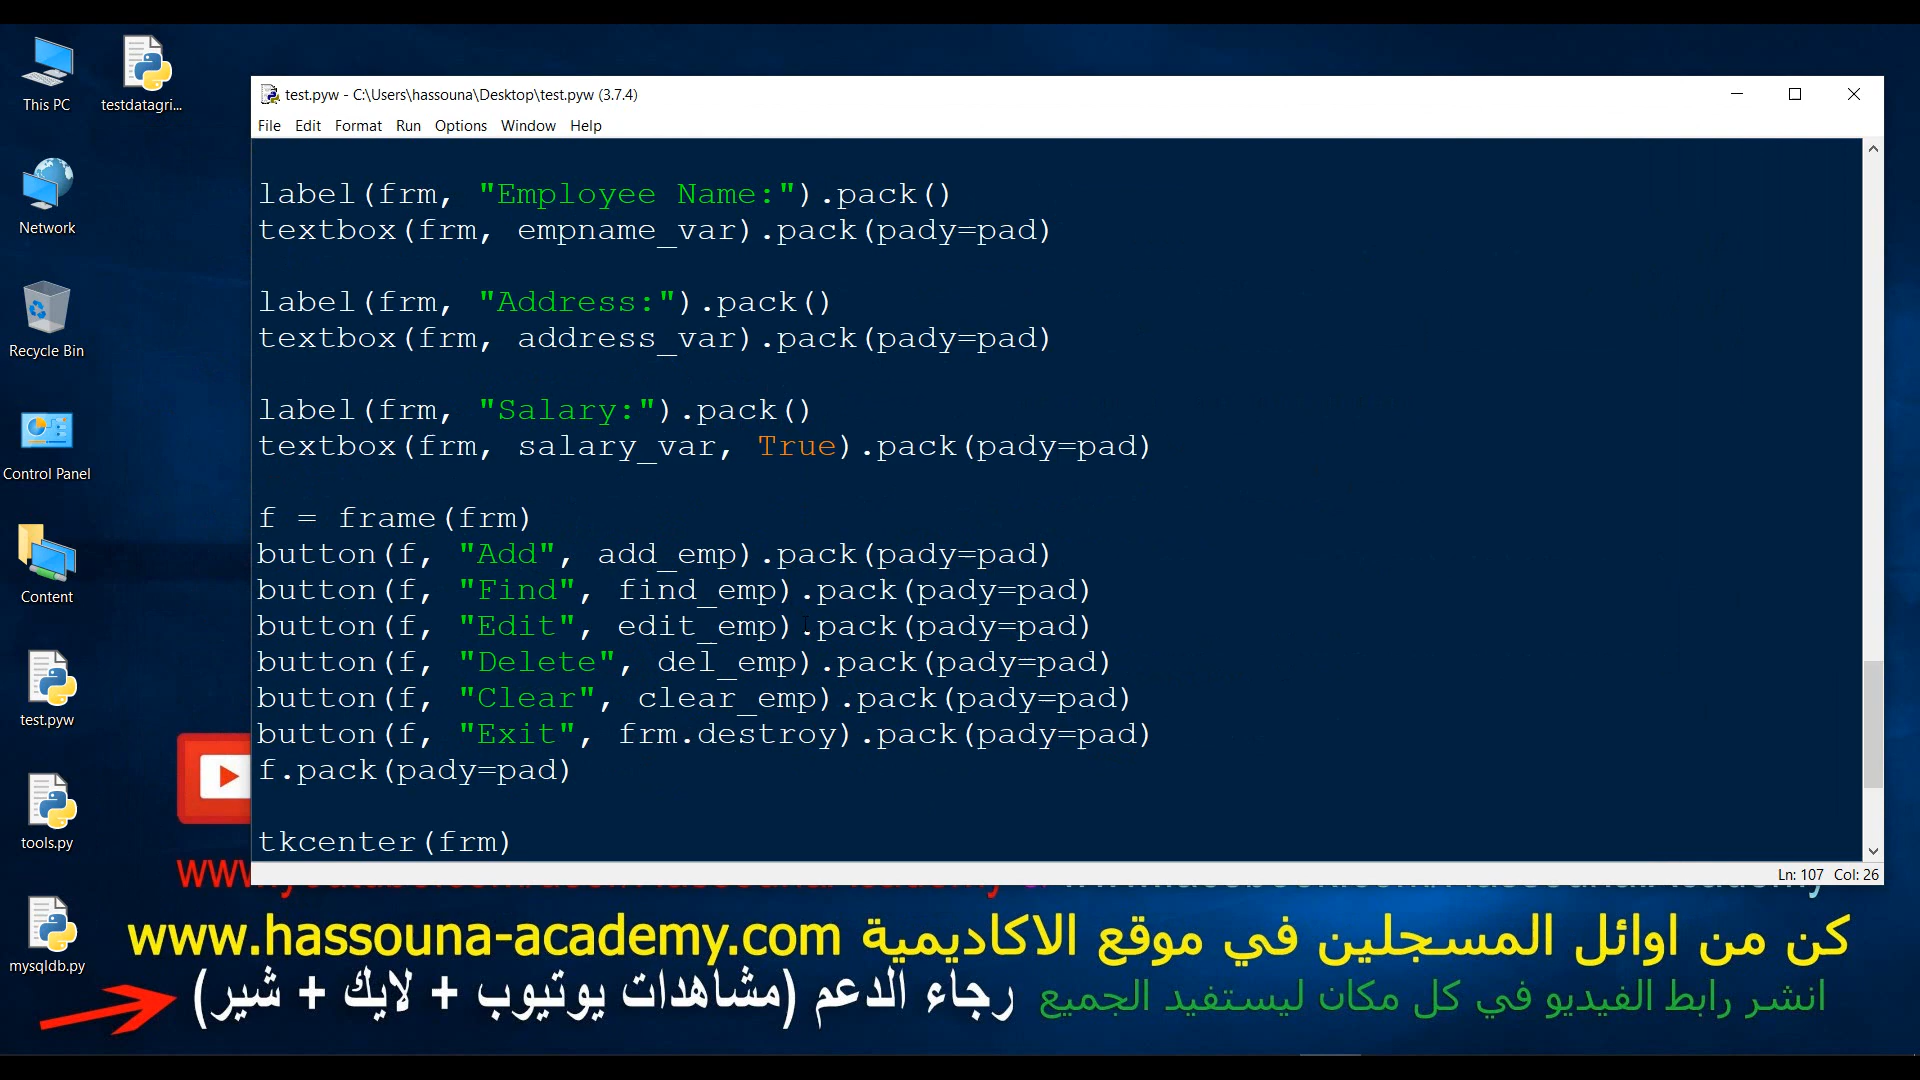 This PC
testdatagri...
Network
Recycle Bin
Control Panel
Content
test.pyw
tools.py
mysqldb.py
test.pyw - C:\Users\hassouna\Desktop\test.pyw (3.7.4)
File Edit Format Run Options Window Help
label(frm, "Employee Name:").pack()
textbox(frm, empname_var).pack(pady=pad)
label(frm, "Address:").pack()
textbox(frm, address_var).pack(pady=pad)
label(frm, "Salary:").pack()
textbox(frm, salary_var, True).pack(pady=pad)
f = frame(frm)
button(f, "Add", add_emp).pack(pady=pad)
button(f, "Find", find_emp).pack(pady=pad)
button(f, "Edit", edit_emp).pack(pady=pad)
button(f, "Delete", del_emp).pack(pady=pad)
button(f, "Clear", clear_emp).pack(pady=pad)
button(f, "Exit", frm.destroy).pack(pady=pad)
f.pack(pady=pad)
tkcenter(frm)
Ln: 107 Col: 26
كن من اوائل المسجلين في موقع الاكاديمية www.hassouna-academy.com
انشر رابط الفيديو في كل مكان ليستفيد الجميع
رجاء الدعم (مشاهدات يوتيوب + لايك + شير)